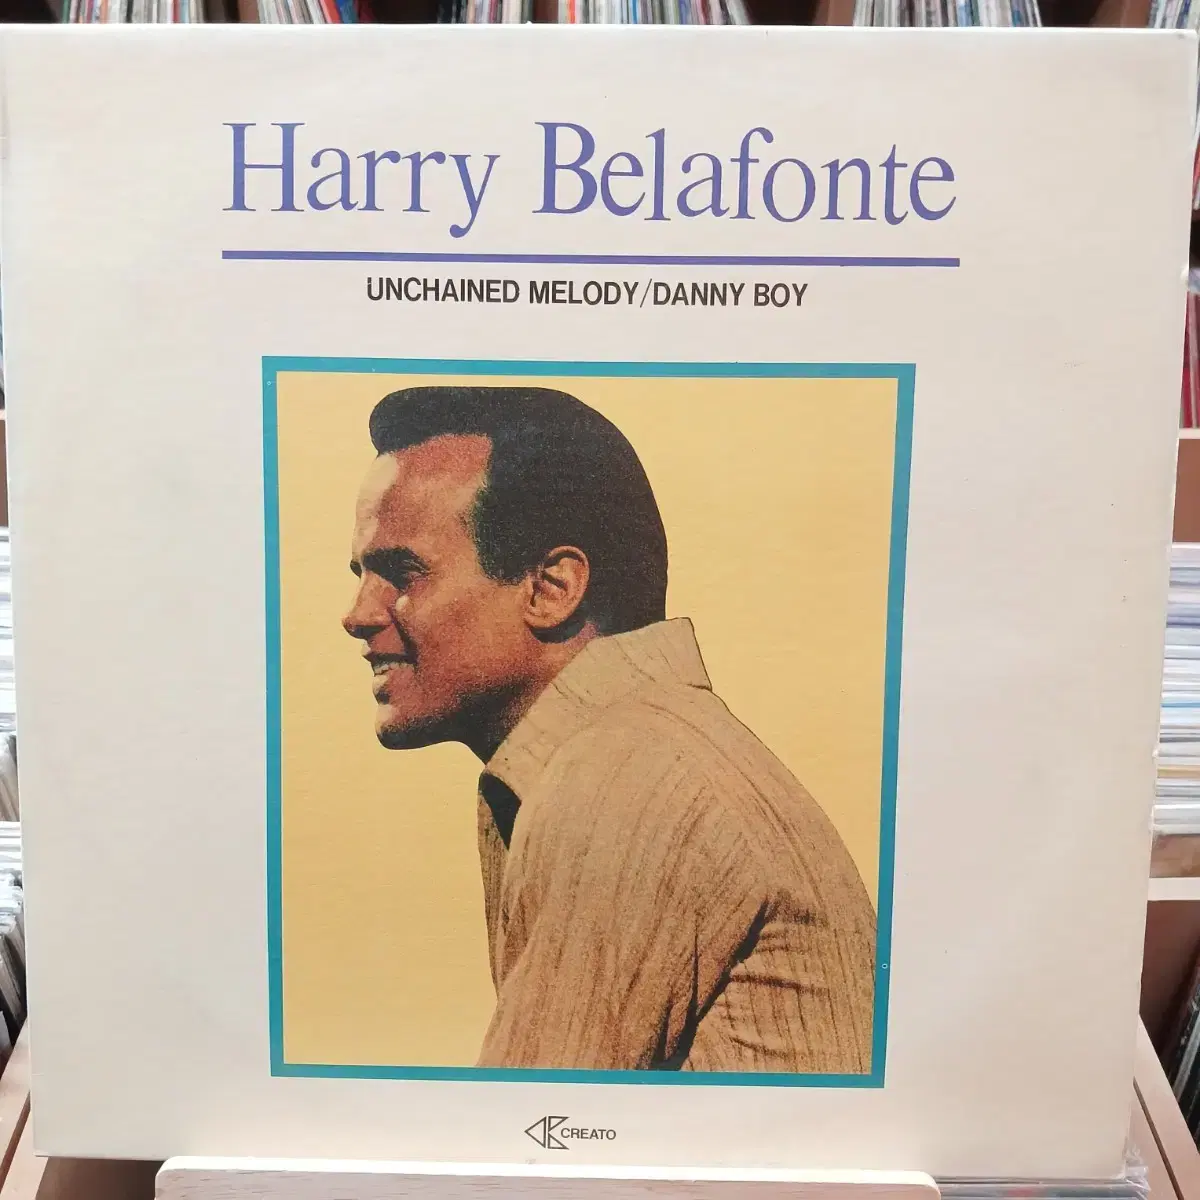 Harry Belafonte
UNCHAINED MELODY/DANNY BOY
CREATO